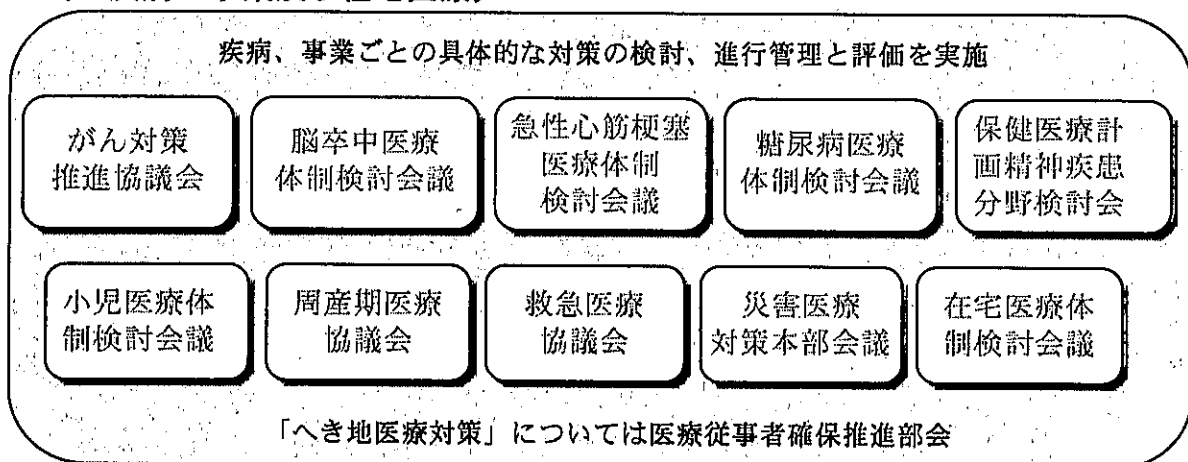 疾病、事業ごとの具体的な対策の検討、進行管理と評価を実施
がん対策
推進協議会
脳卒中医療
体制検討会議
急性心筋梗塞
医療体制
検討会議
糖尿病医療
体制検討会議
保健医療計
画精神疾患
分野検討会
小児医療体
制検討会議
周産期医療
協議会
救急医療
協議会
災害医療
対策本部会議
在宅医療体
制検討会議
「へき地医療対策」については医療従事者確保推進部会